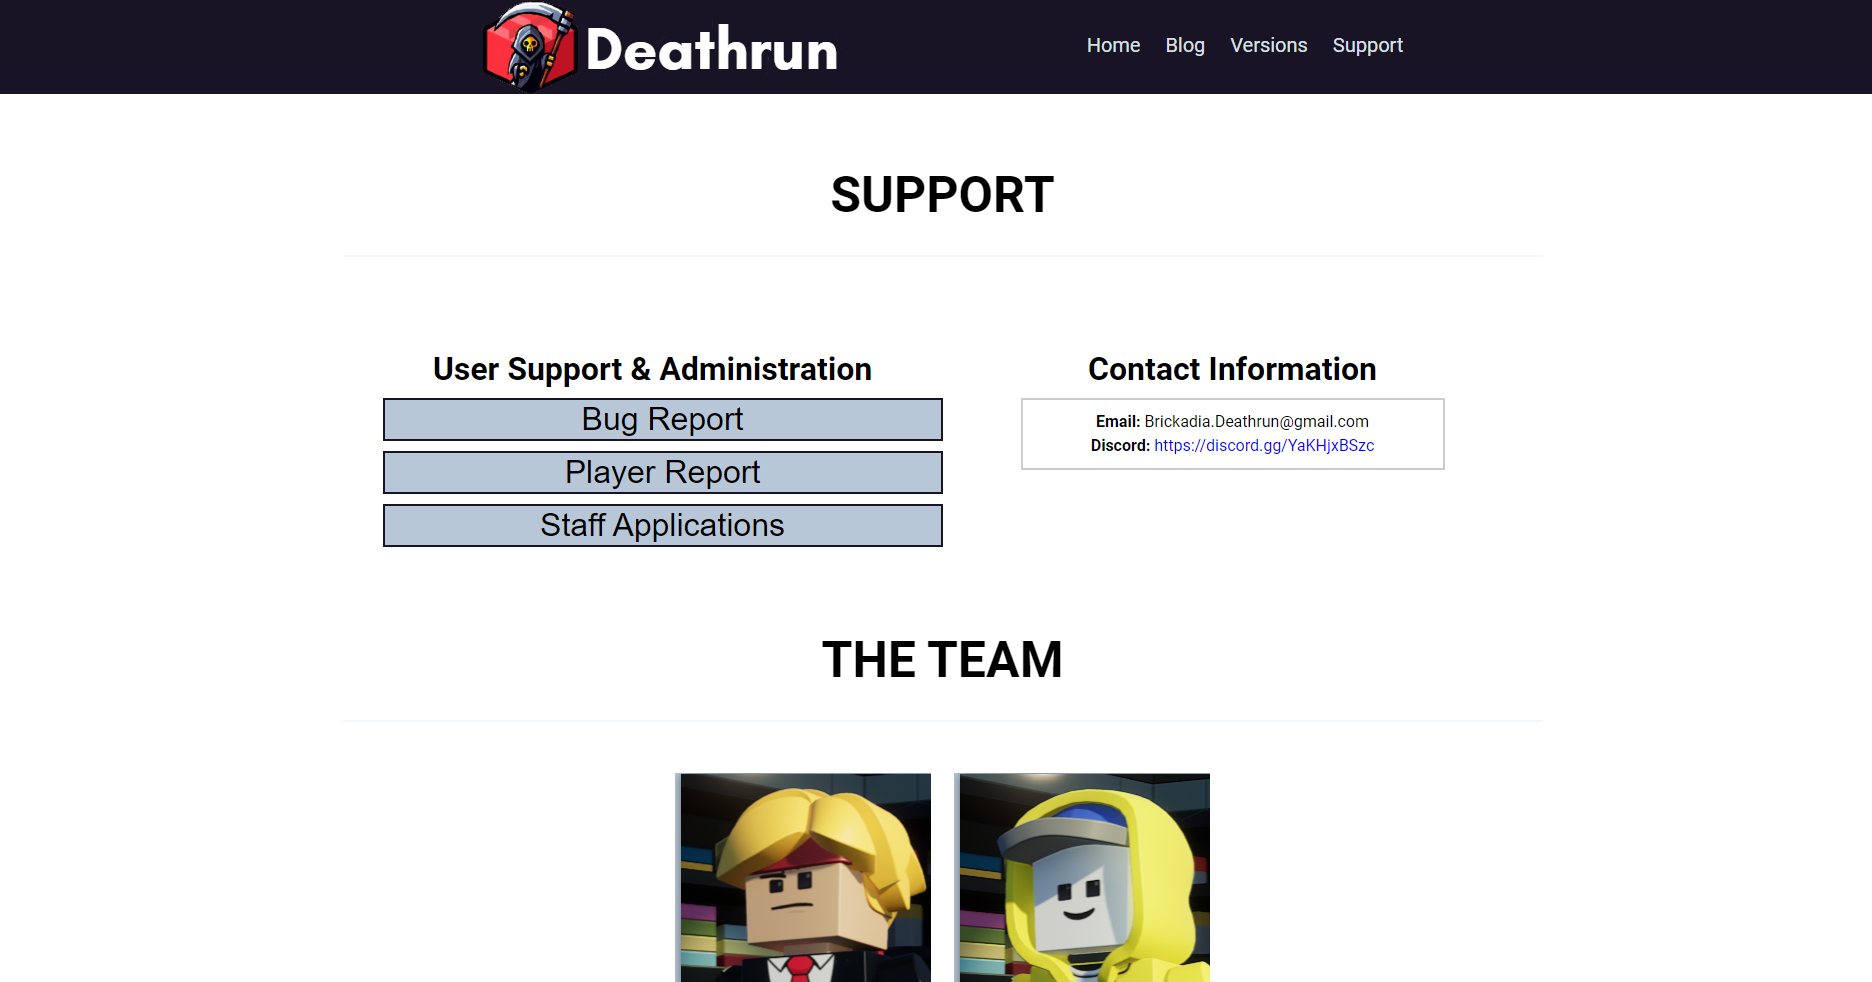 Deathrun
Home Blog Versions Support
SUPPORT
User Support & Administration
Bug Report
Player Report
Staff Applications
Contact Information
Email: Brickadia.Deathrun@gmail.com
Discord: https://discord.gg/YaKHjxBSzc
THE TEAM